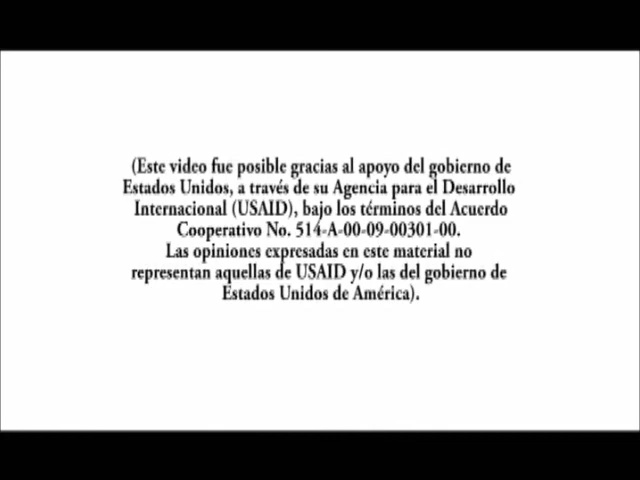 (Este video fue posible gracias al apoyo del gobierno de
Estados Unidos, a través de su Agencia para el Desarrollo
Internacional (USAID), bajo los términos del Acuerdo
Cooperativo No. 514-A-00-09-00301-00.
Las opiniones expresadas en este material no
representan aquellas de USAID y/o las del gobierno de
Estados Unidos de América).